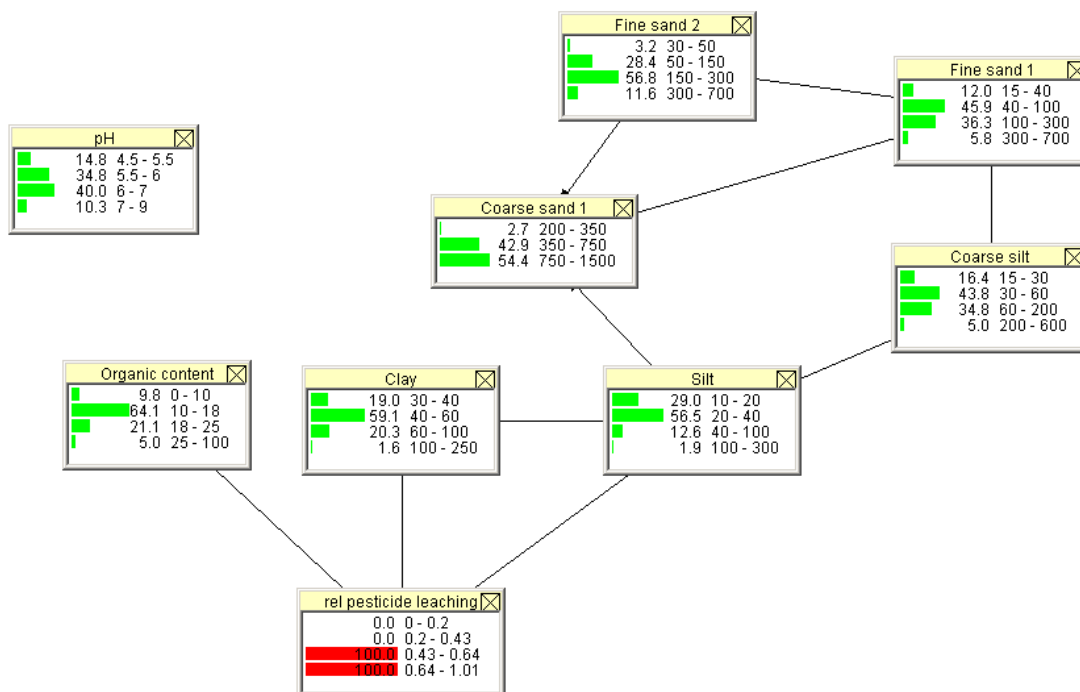 Fine sand 2
3.2 30 - 50
28.4 50 - 150
56.8 150 - 300
11.6 300 - 700
Fine sand 1
12.0 15 - 40
45.9 40 - 100
36.3 100 - 300
5.8 300 - 700
pH
14.8 4.5 - 5.5
34.8 5.5 - 6
40.0 6 - 7
10.3 7 - 9
Coarse sand 1
2.7 200 - 350
42.9 350 - 750
54.4 750 - 1500
Coarse silt
16.4 15 - 30
43.8 30 - 60
34.8 60 - 200
5.0 200 - 600
Organic content
9.8 0 - 10
64.1 10 - 18
21.1 18 - 25
5.0 25 - 100
Clay
19.0 30 - 40
59.1 40 - 60
20.3 60 - 100
1.6 100 - 250
Silt
29.0 10 - 20
56.5 20 - 40
12.6 40 - 100
1.9 100 - 300
rel pesticide leaching
0.0 0 - 0.2
0.0 0.2 - 0.43
100.0 0.43 - 0.64
100.0 0.64 - 1.01